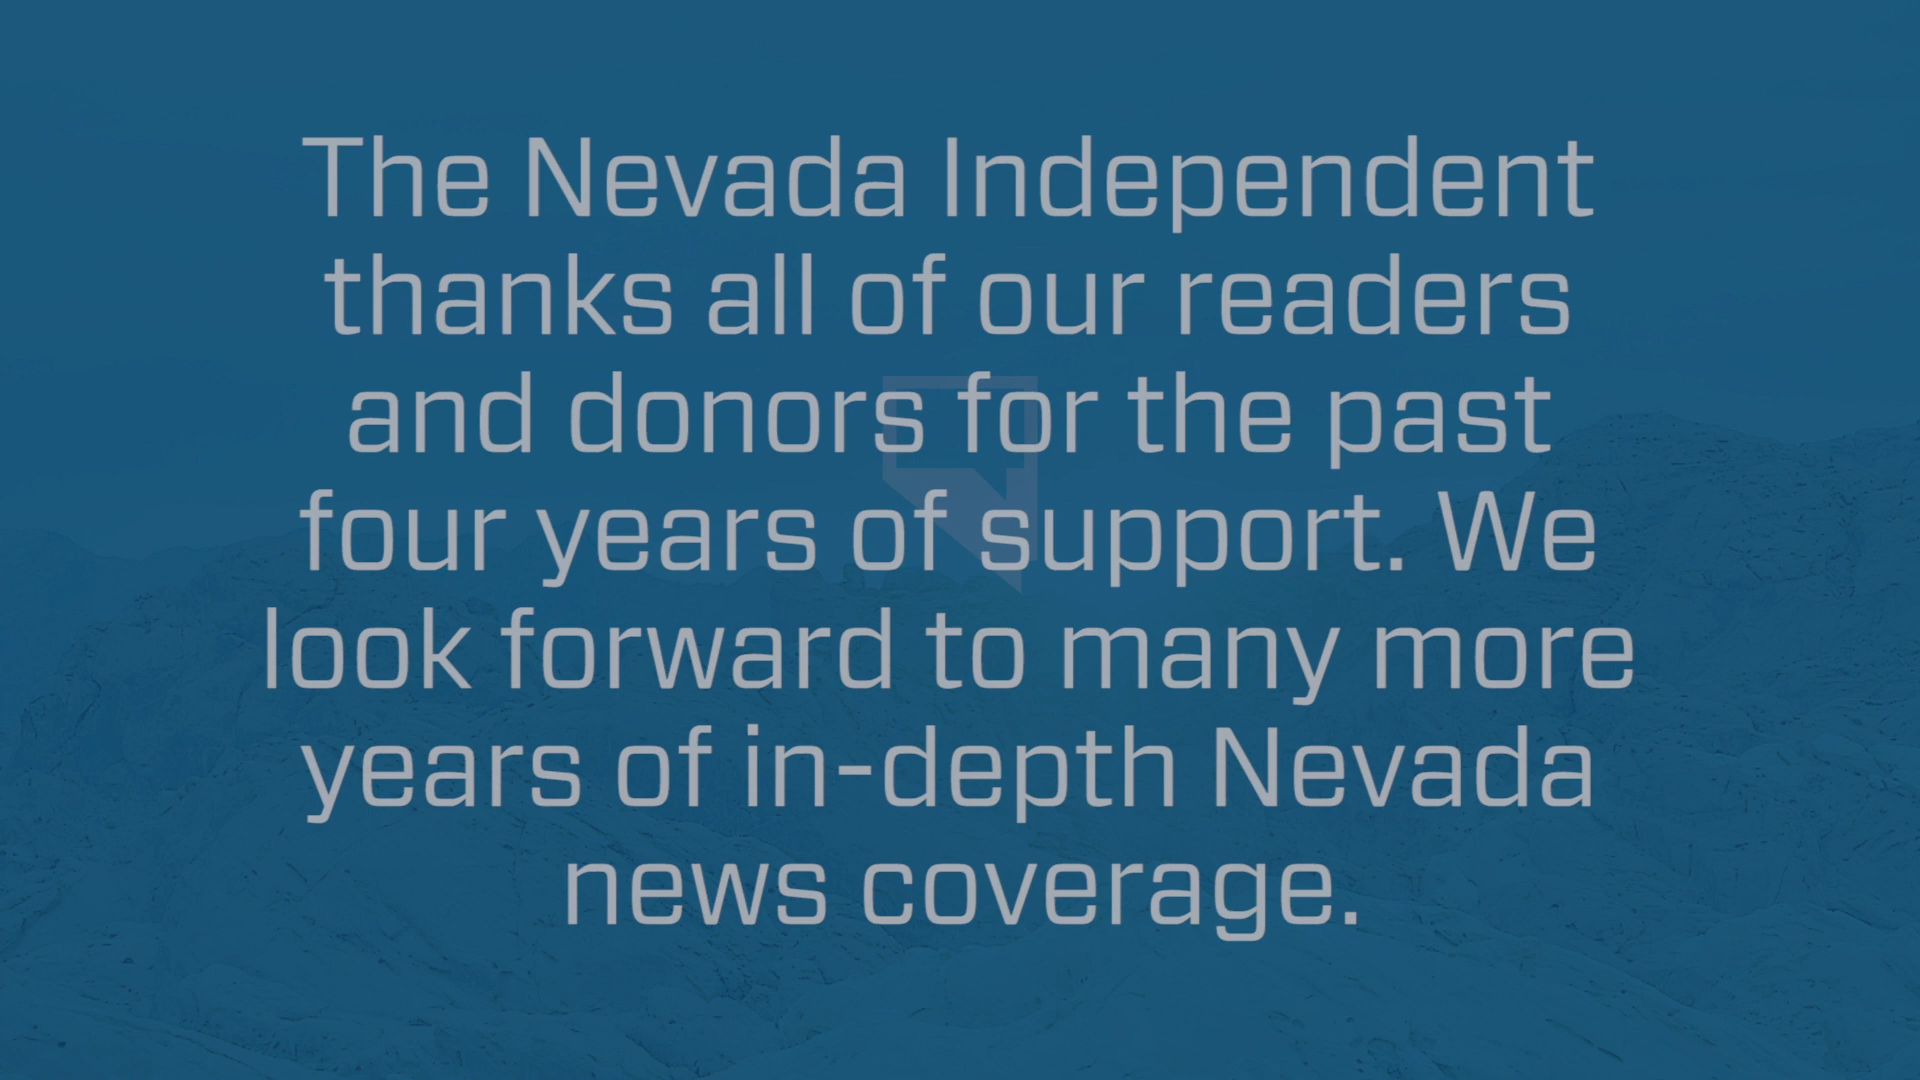 The Nevada Independent
thanks all of our readers
and donors for the past
four years of support. We
look forward to many more
years of in-depth Nevada
news coverage.